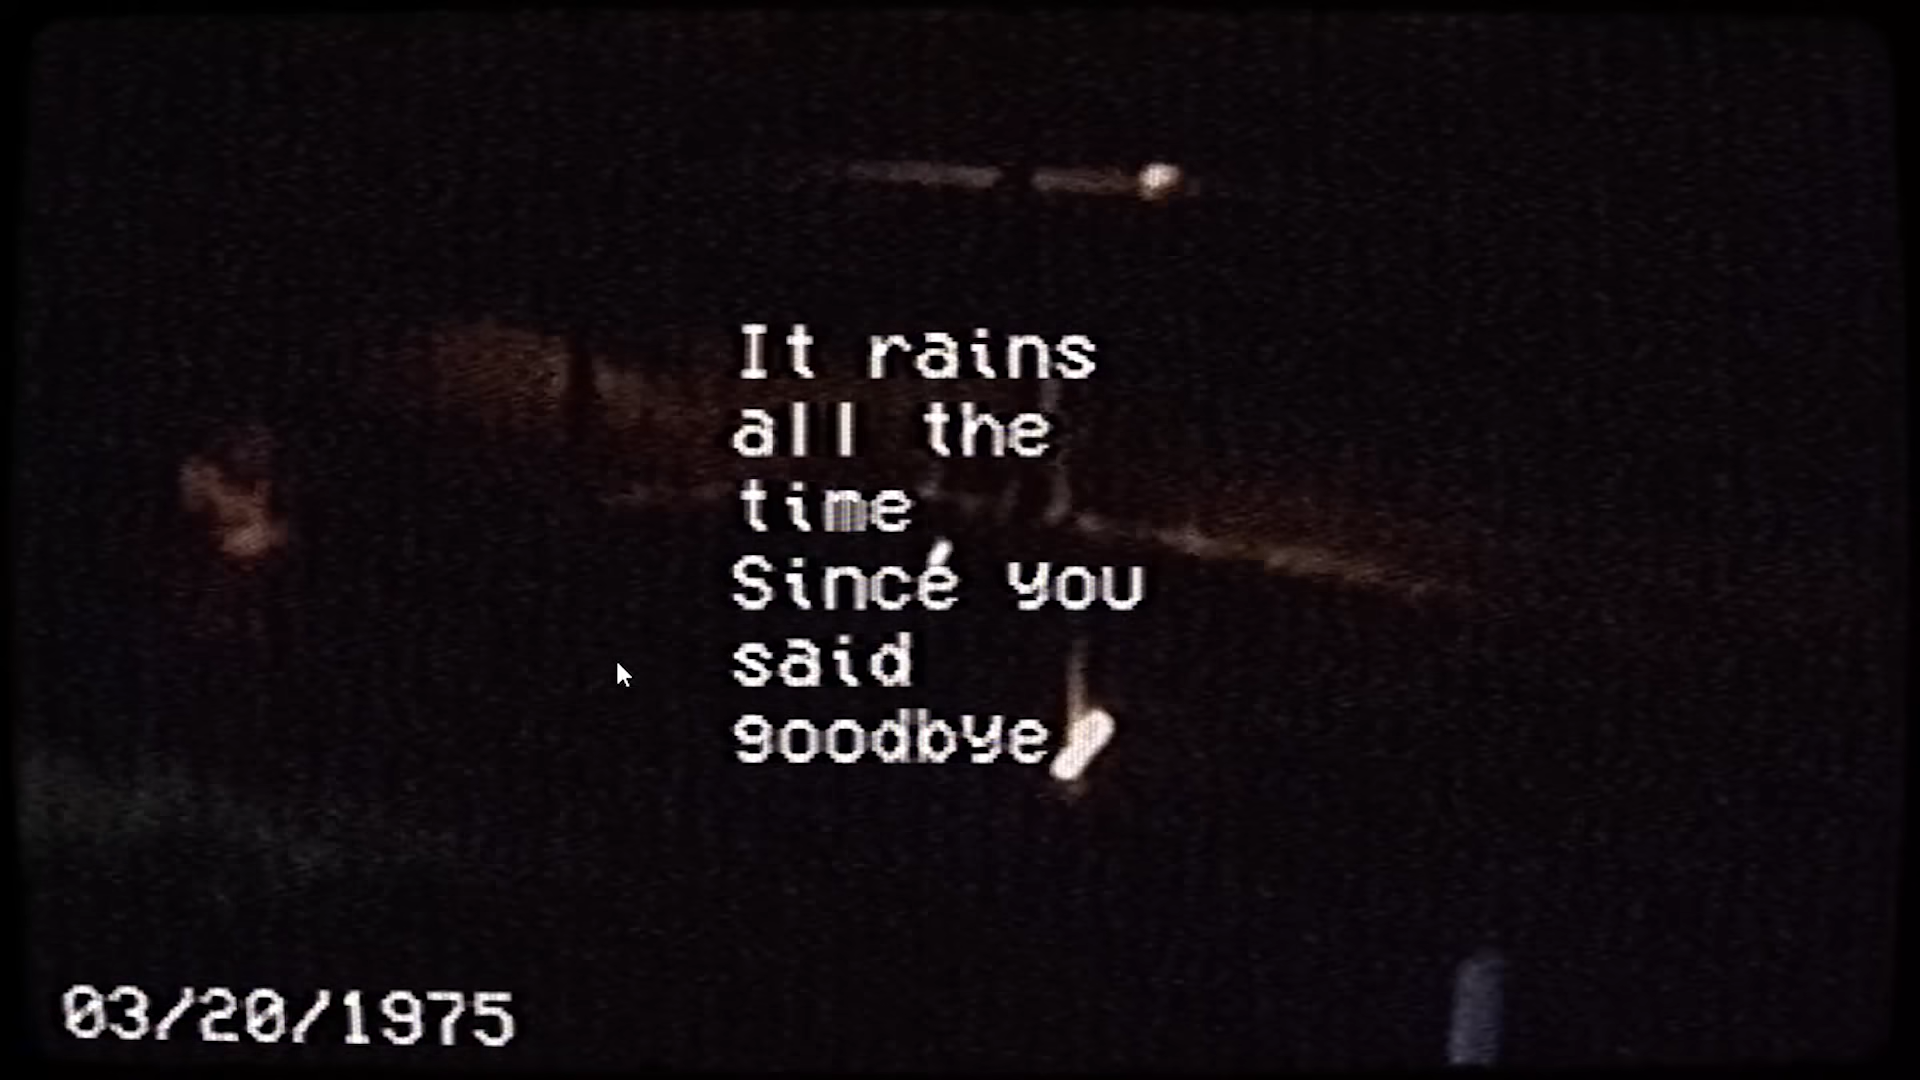 It rains
all the
time
Since you
said
goodbye
03/20/1975